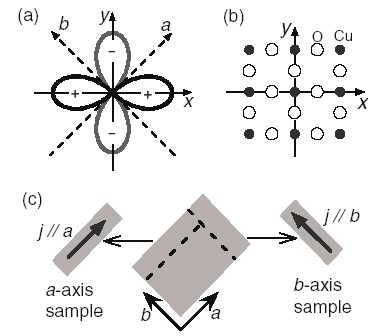 (a)
b
y
a
x
–
+
+
–
(b)
y
O
Cu
x
(c)
j // a
a-axis
sample
b
a
j // b
b-axis
sample